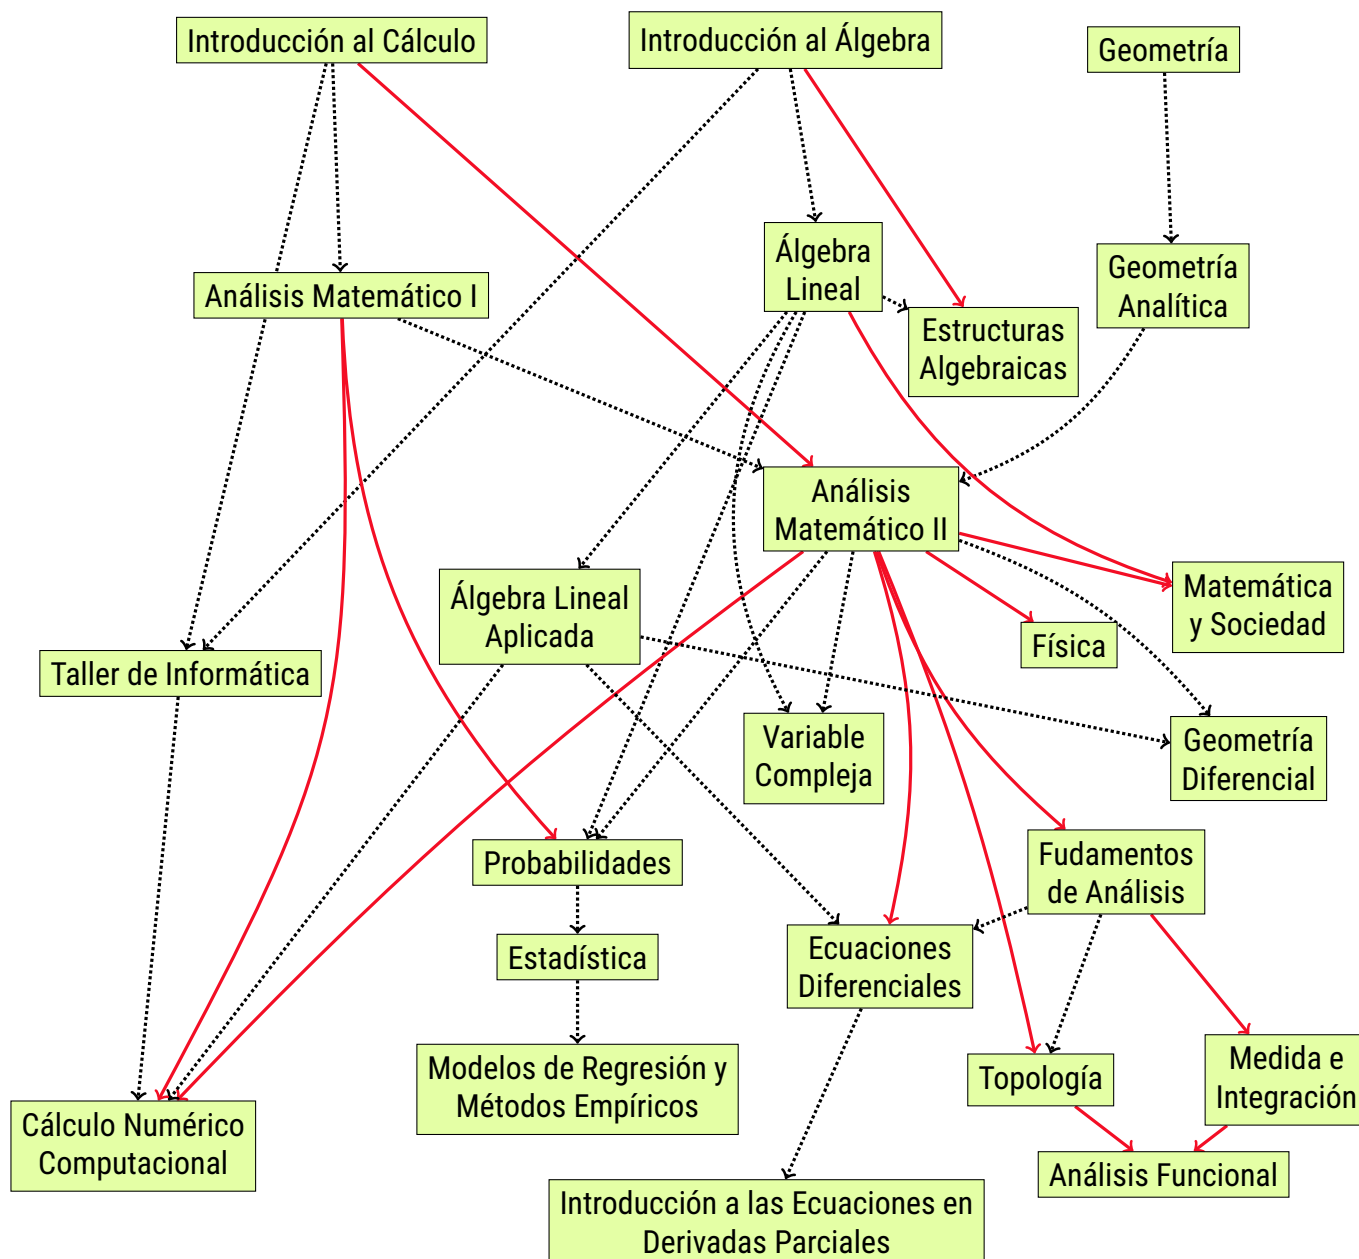 Introducción al Cálculo
Introducción al Álgebra
Geometría
Álgebra
Lineal
Geometría
Analítica
Análisis Matemático I
Estructuras
Algebraicas
Análisis
Matemático II
Matemática
y Sociedad
Álgebra Lineal
Aplicada
Física
Taller de Informática
Variable
Compleja
Geometría
Diferencial
Probabilidades
Fudamentos
de Análisis
Estadística
Ecuaciones
Diferenciales
Modelos de Regresión y
Métodos Empíricos
Topología
Medida e
Integración
Cálculo Numérico
Computacional
Análisis Funcional
Introducción a las Ecuaciones en
Derivadas Parciales